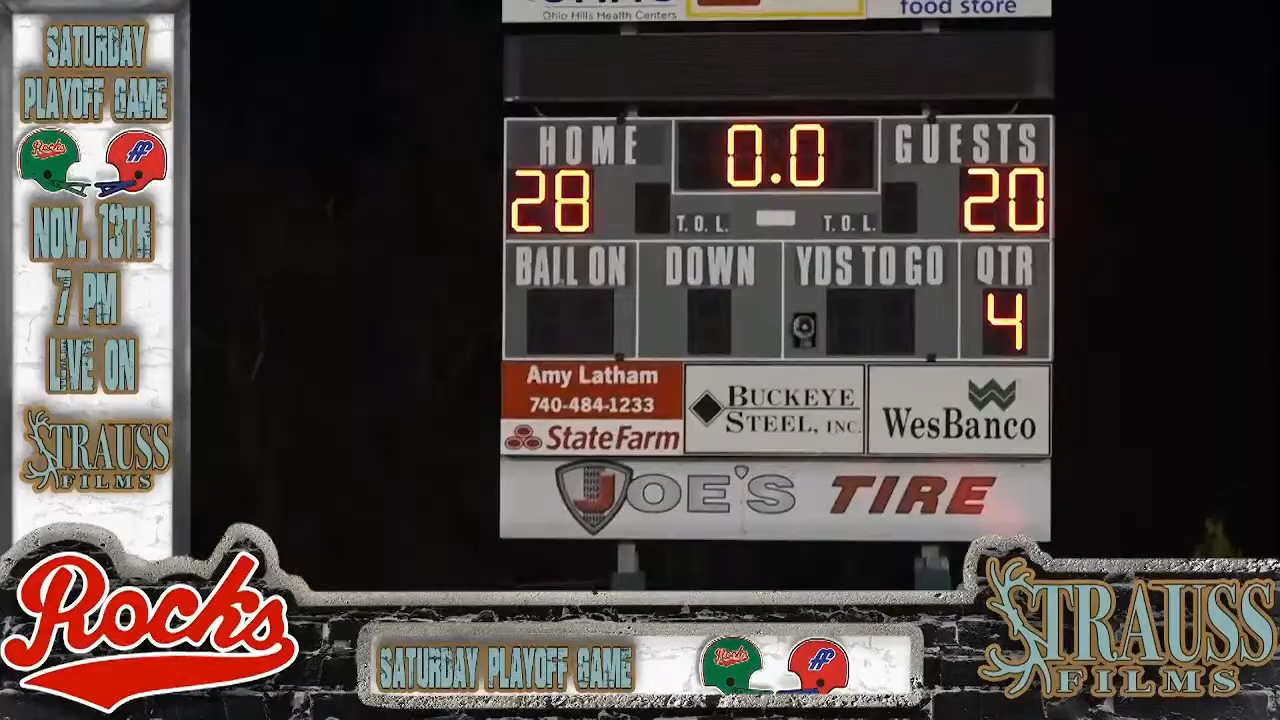 SATURDAY
PLAYOFF GAME
Rocks
NOV. 13TH
7 PM
LIVE ON
STRAUSS
FILMS
Ohio Hills Health Centers
food store
HOME
0.0
GUESTS
28
20
T.O.L.
T.O.L.
BALL ON
DOWN
YDS TO GO
QTR
4
Amy Latham
740-484-1233
StateFarm
BUCKEYE
STEEL, INC.
WesBanco
JOE'S TIRE
Rocks
SATURDAY PLAYOFF GAME
Rocks
STRAUSS
FILMS